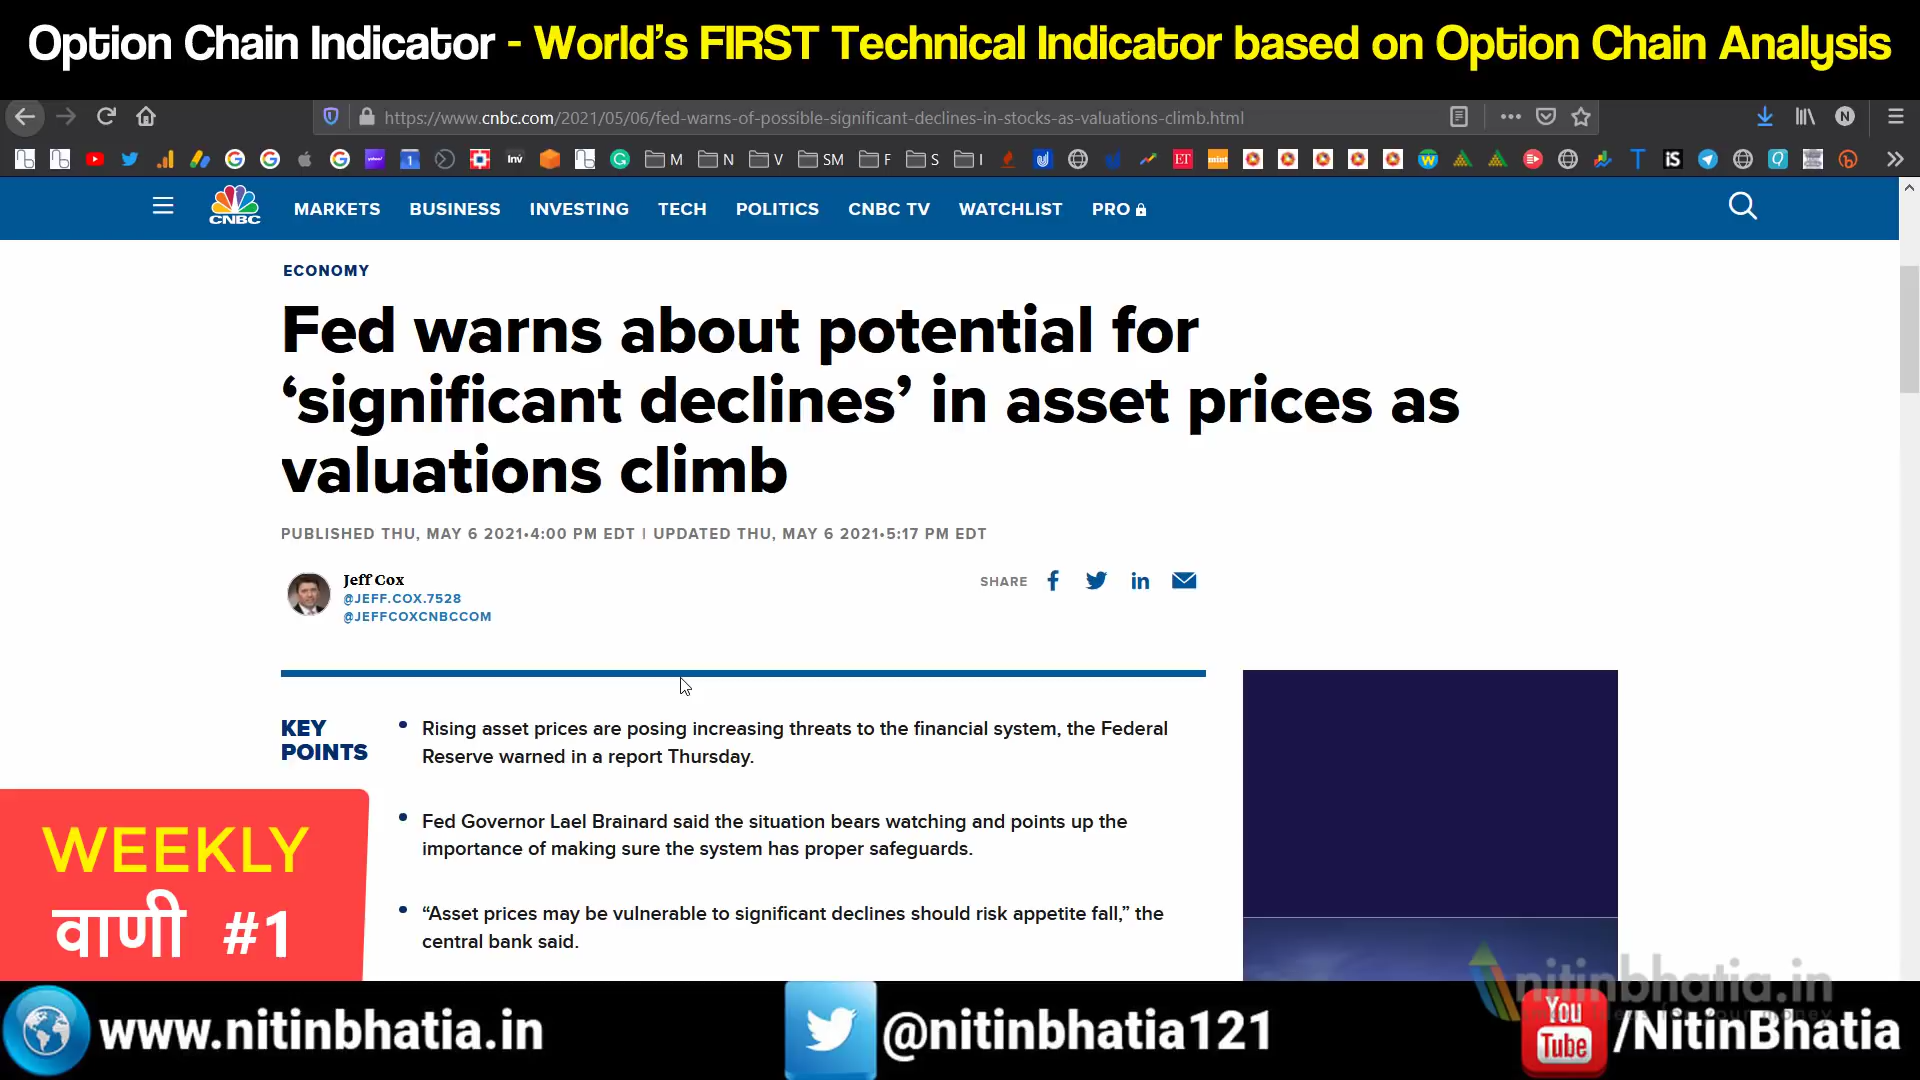 Option Chain Indicator - World's FIRST Technical Indicator based on Option Chain Analysis
https://www.cnbc.com/2021/05/06/fed-warns-of-possible-significant-declines-in-stocks-as-valuations-climb.html
M N V SM F S I
CNBC
MARKETS BUSINESS INVESTING TECH POLITICS CNBC TV WATCHLIST PRO
ECONOMY
Fed warns about potential for
‘significant declines’ in asset prices as
valuations climb
PUBLISHED THU, MAY 6 2021•4:00 PM EDT | UPDATED THU, MAY 6 2021•5:17 PM EDT
Jeff Cox
@JEFF.COX.7528
@JEFFCOXCNBCCOM
SHARE
KEY
POINTS
• Rising asset prices are posing increasing threats to the financial system, the Federal
Reserve warned in a report Thursday.
• Fed Governor Lael Brainard said the situation bears watching and points up the
importance of making sure the system has proper safeguards.
• “Asset prices may be vulnerable to significant declines should risk appetite fall,” the
central bank said.
WEEKLY
वाणी #1
nitinbhatia.in
www.nitinbhatia.in
@nitinbhatia121
You
Tube
/NitinBhatia